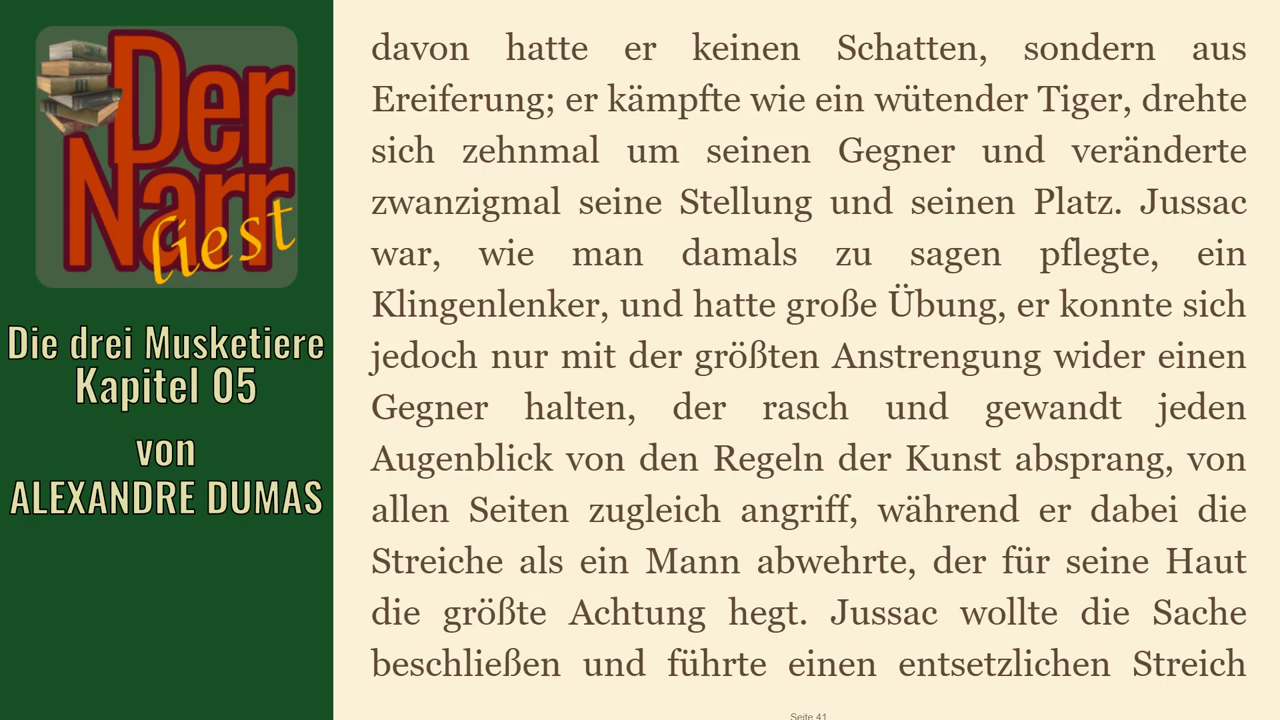 Der
Narr
liest
Die drei Musketiere
Kapitel 05
von
ALEXANDRE DUMAS
davon hatte er keinen Schatten, sondern aus
Ereiferung; er kämpfte wie ein wütender Tiger, drehte
sich zehnmal um seinen Gegner und veränderte
zwanzigmal seine Stellung und seinen Platz. Jussac
war, wie man damals zu sagen pflegte, ein
Klingenlenker, und hatte große Übung, er konnte sich
jedoch nur mit der größten Anstrengung wider einen
Gegner halten, der rasch und gewandt jeden
Augenblick von den Regeln der Kunst absprang, von
allen Seiten zugleich angriff, während er dabei die
Streiche als ein Mann abwehrte, der für seine Haut
die größte Achtung hegt. Jussac wollte die Sache
beschließen und führte einen entsetzlichen Streich
Seite 41